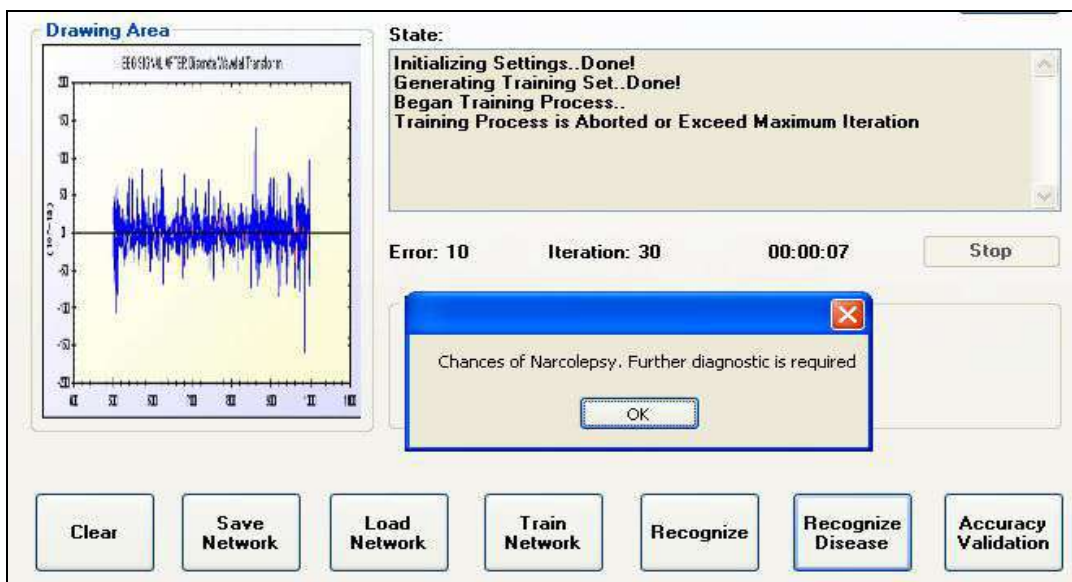 Drawing Area
State:
Initializing Settings..Done!
Generating Training Set..Done!
Began Training Process..
Training Process is Aborted or Exceed Maximum Iteration
Error: 10
Iteration: 30
00:00:07
Stop
Chances of Narcolepsy. Further diagnostic is required
OK
Clear
Save
Network
Load
Network
Train
Network
Recognize
Recognize
Disease
Accuracy
Validation